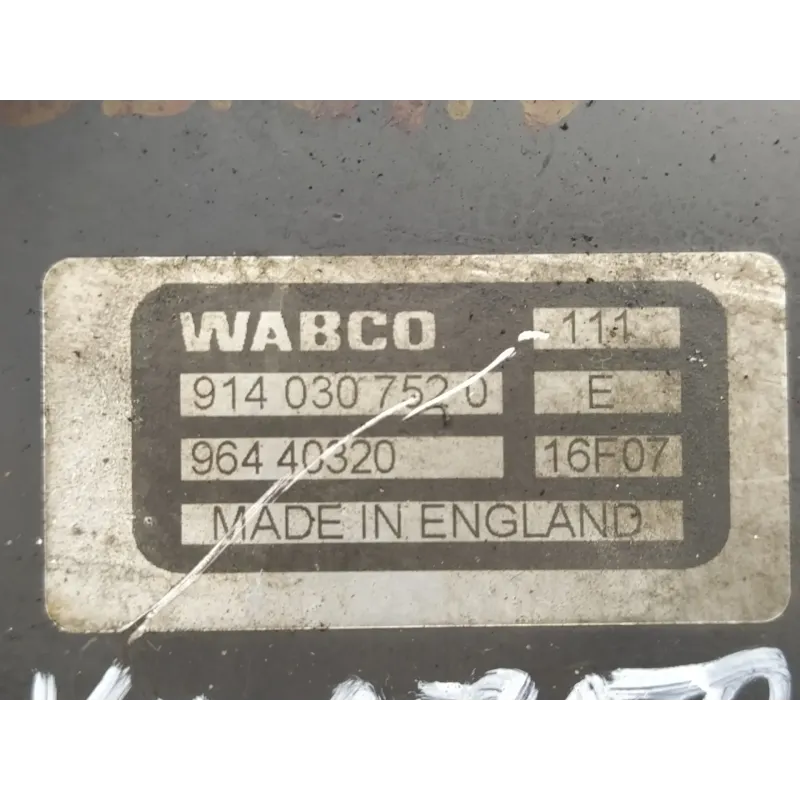 WABCO 111
914 030 752 0 E
964 40320 16F07
MADE IN ENGLAND